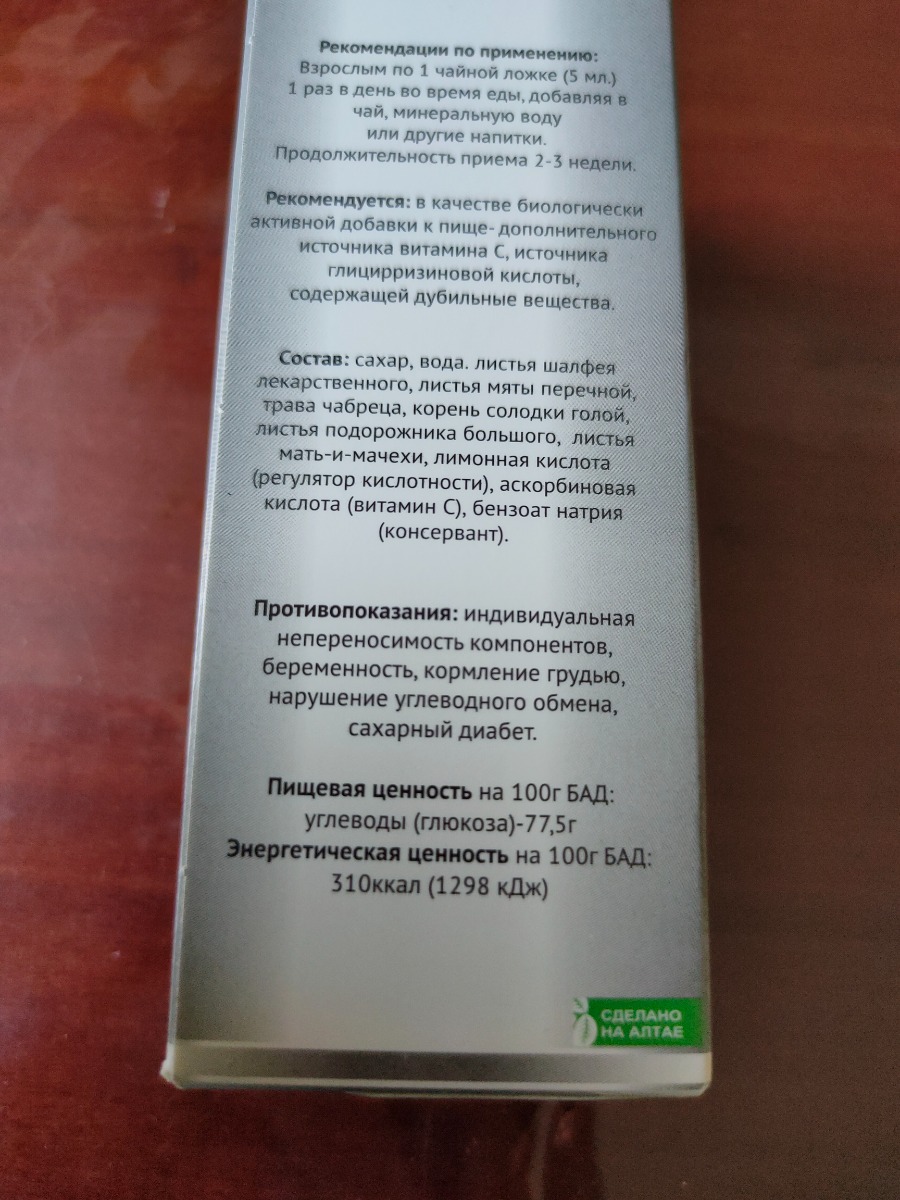 Рекомендации по применению:
Взрослым по 1 чайной ложке (5 мл.)
1 раз в день во время еды, добавляя в
чай, минеральную воду
или другие напитки.
Продолжительность приема 2-3 недели.
Рекомендуется: в качестве биологически
активной добавки к пище- дополнительного
источника витамина С, источника
глицирризиновой кислоты,
содержащей дубильные вещества.
Состав: сахар, вода. листья шалфея
лекарственного, листья мяты перечной,
трава чабреца, корень солодки голой,
листья подорожника большого, листья
мать-и-мачехи, лимонная кислота
(регулятор кислотности), аскорбиновая
кислота (витамин С), бензоат натрия
(консервант).
Противопоказания: индивидуальная
непереносимость компонентов,
беременность, кормление грудью,
нарушение углеводного обмена,
сахарный диабет.
Пищевая ценность на 100г БАД:
углеводы (глюкоза)-77,5г
Энергетическая ценность на 100г БАД:
310ккал (1298 кДж)
СДЕЛАНО
НА АЛТАЕ